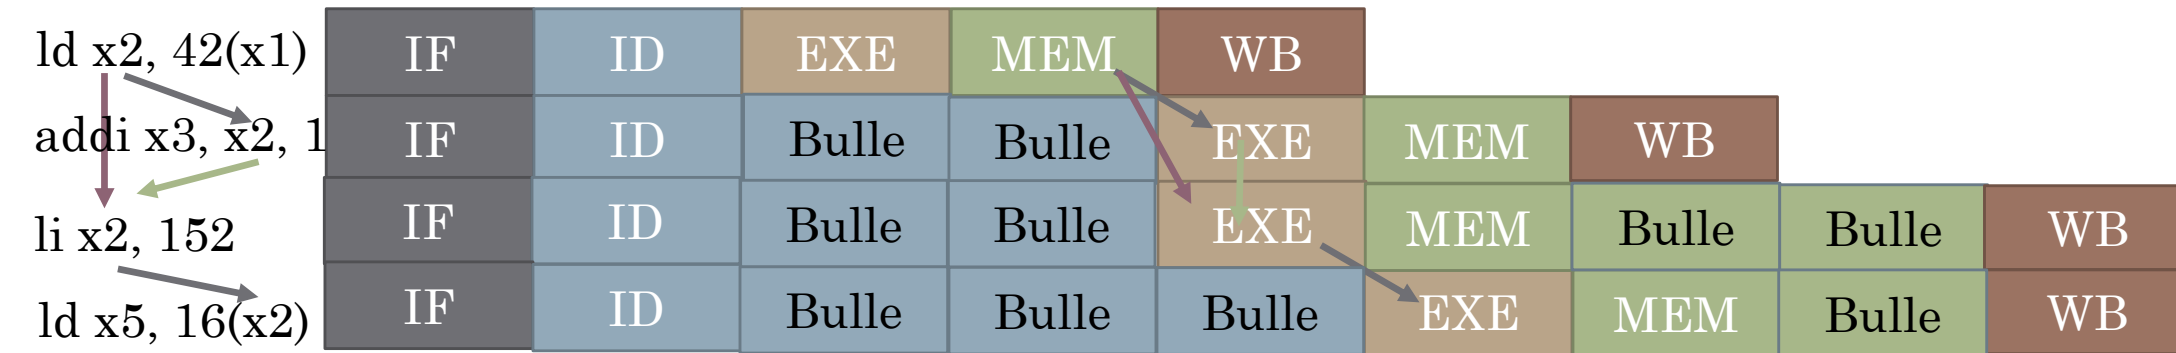 ld x2, 42(x1) IF ID EXE MEM WB
addi x3, x2, 1 IF ID Bulle Bulle EXE MEM WB
li x2, 152 IF ID Bulle Bulle EXE MEM Bulle Bulle WB
ld x5, 16(x2) IF ID Bulle Bulle Bulle EXE MEM Bulle WB